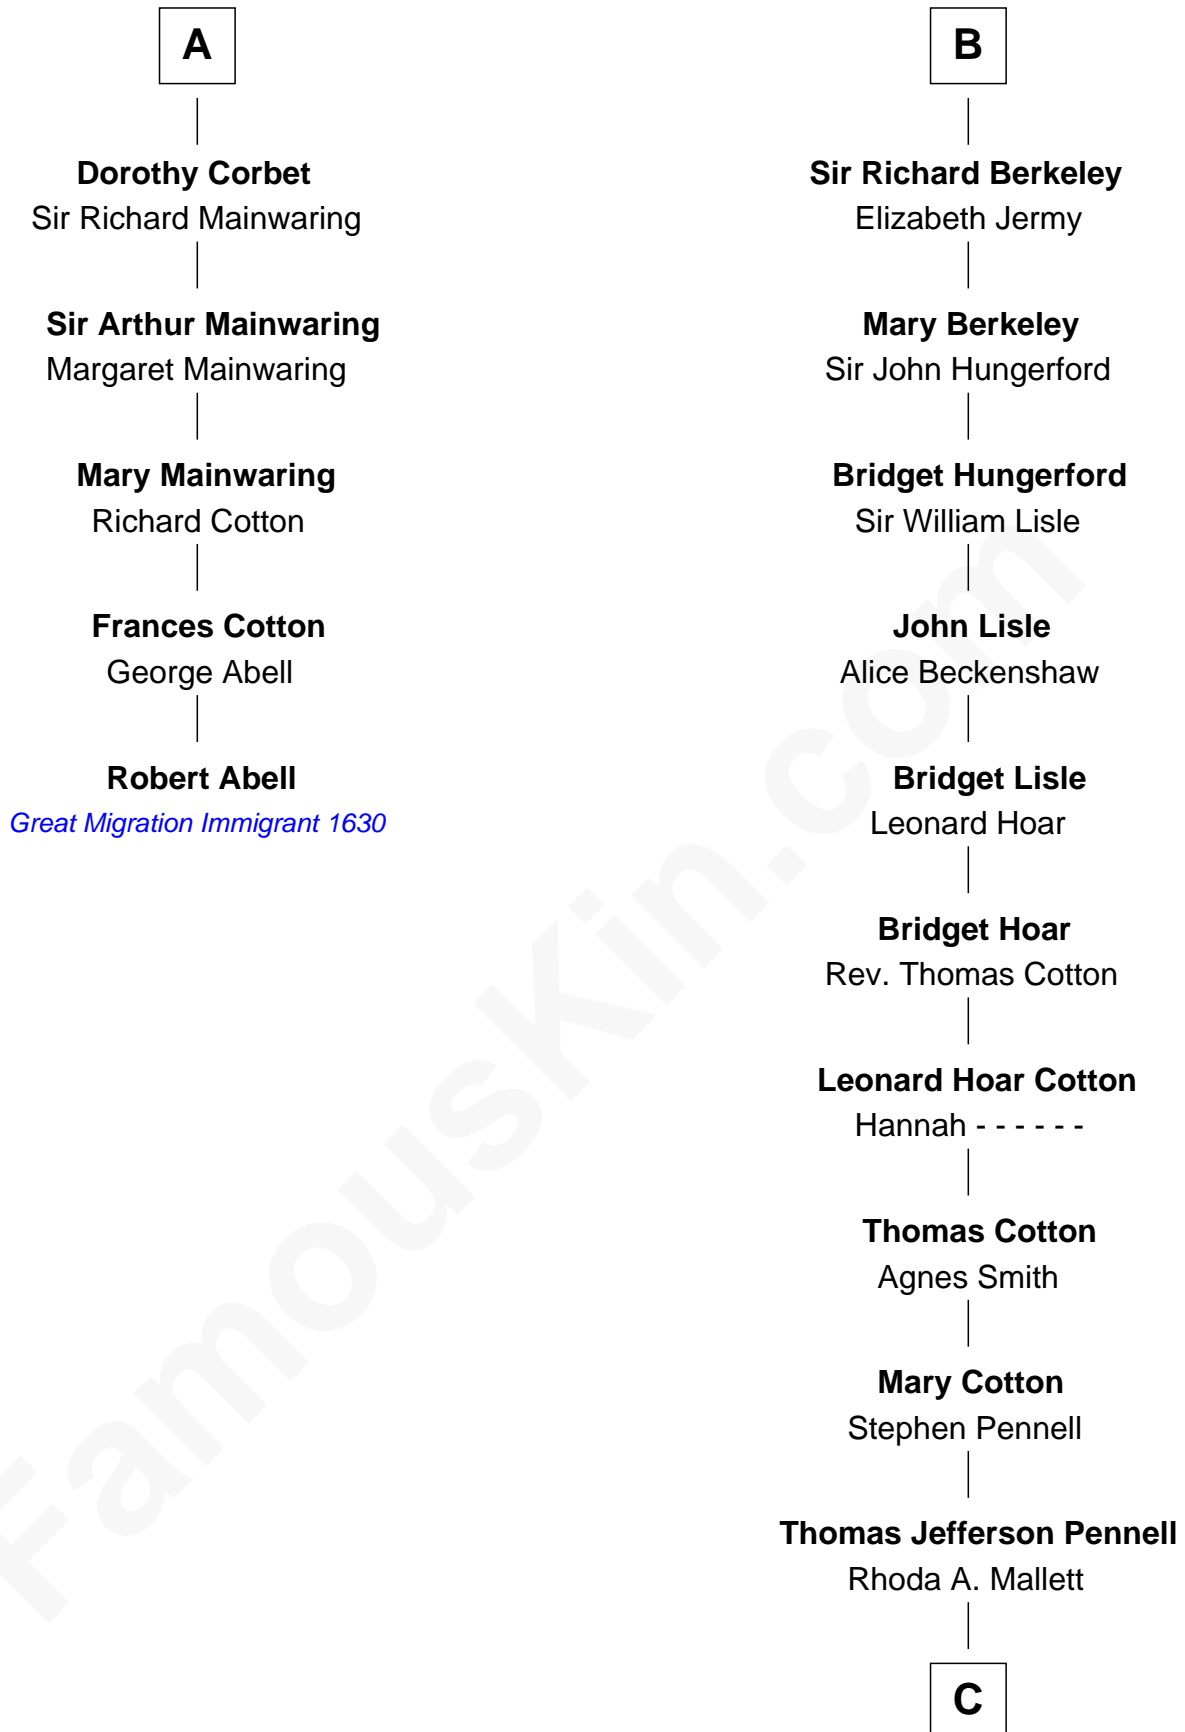 A
Dorothy Corbet
Sir Richard Mainwaring
Sir Arthur Mainwaring
Margaret Mainwaring
Mary Mainwaring
Richard Cotton
Frances Cotton
George Abell
Robert Abell
Great Migration Immigrant 1630
B
Sir Richard Berkeley
Elizabeth Jermy
Mary Berkeley
Sir John Hungerford
Bridget Hungerford
Sir William Lisle
John Lisle
Alice Beckenshaw
Bridget Lisle
Leonard Hoar
Bridget Hoar
Rev. Thomas Cotton
Leonard Hoar Cotton
Hannah - - - - - -
Thomas Cotton
Agnes Smith
Mary Cotton
Stephen Pennell
Thomas Jefferson Pennell
Rhoda A. Mallett
C
FamousKin.com